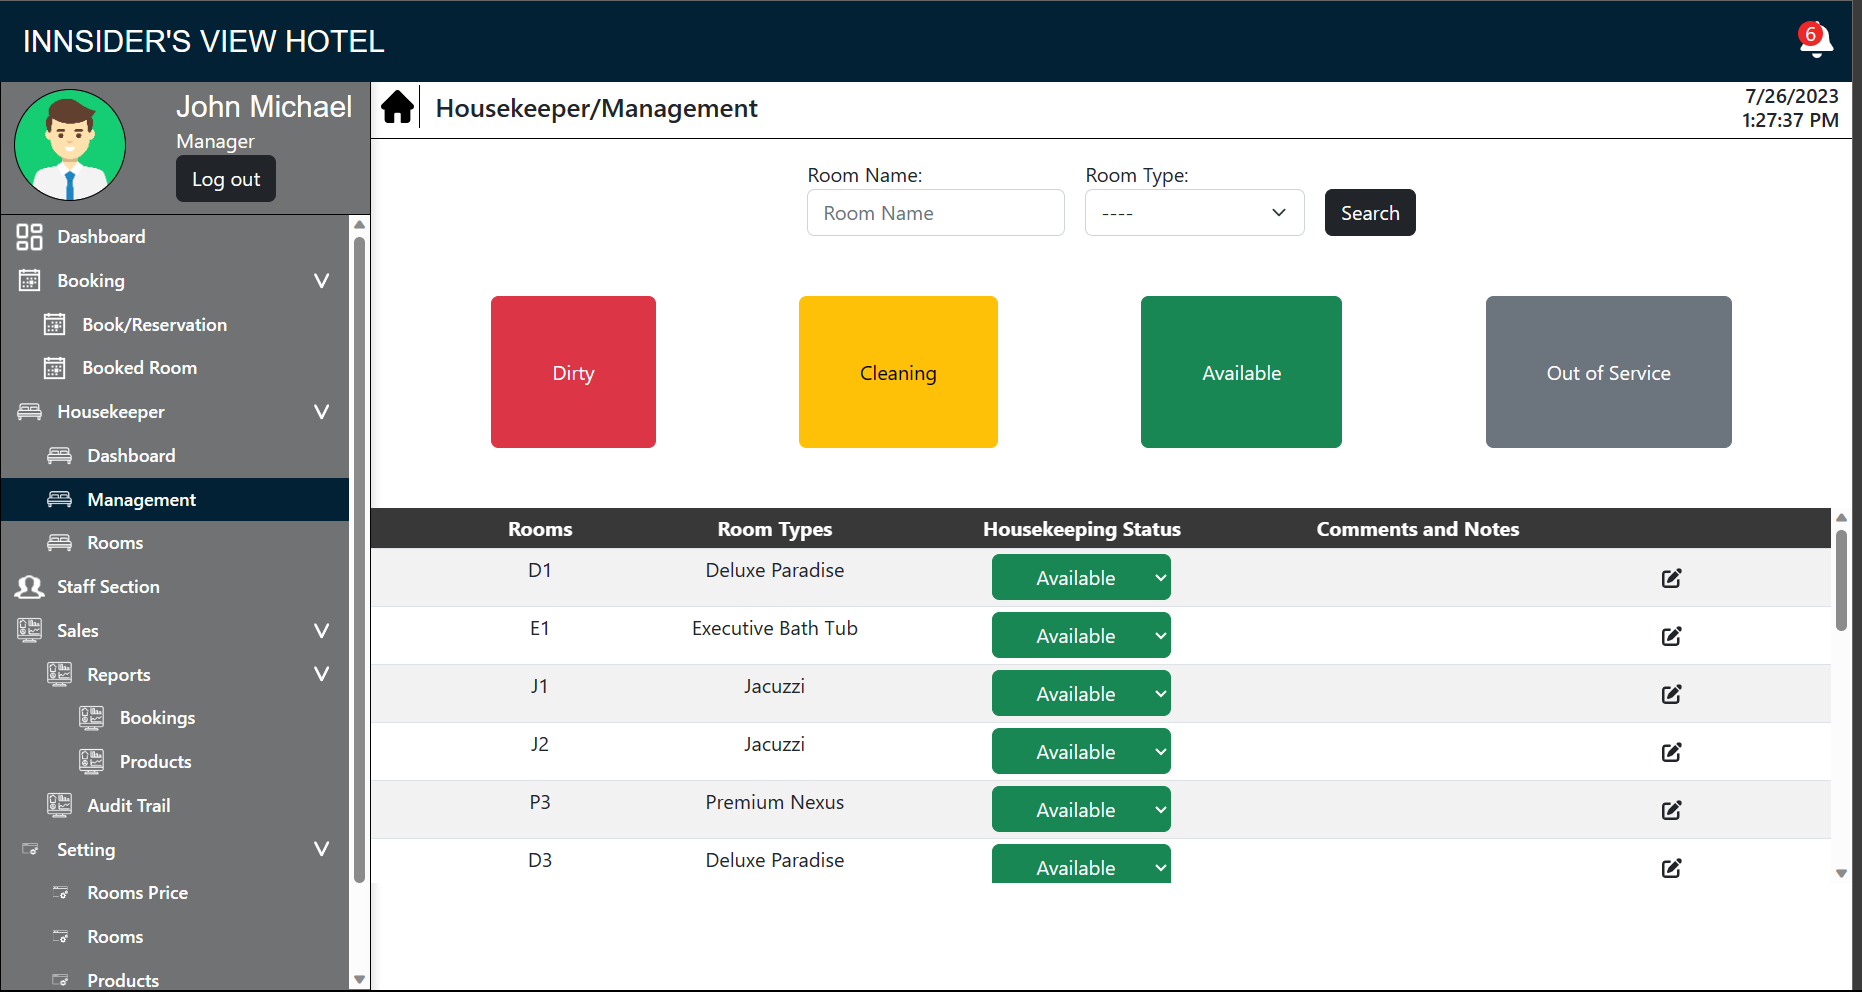 INNSIDER'S VIEW HOTEL
6
John Michael
Manager
Log out
Housekeeper/Management
7/26/2023
1:27:37 PM
Dashboard
Booking
Book/Reservation
Booked Room
Housekeeper
Dashboard
Management
Rooms
Staff Section
Sales
Reports
Bookings
Products
Audit Trail
Setting
Rooms Price
Rooms
Products
Room Name:
Room Type:
Room Name
----
Search
Dirty
Cleaning
Available
Out of Service
Rooms Room Types Housekeeping Status Comments and Notes
D1 Deluxe Paradise Available
E1 Executive Bath Tub Available
J1 Jacuzzi Available
J2 Jacuzzi Available
P3 Premium Nexus Available
D3 Deluxe Paradise Available